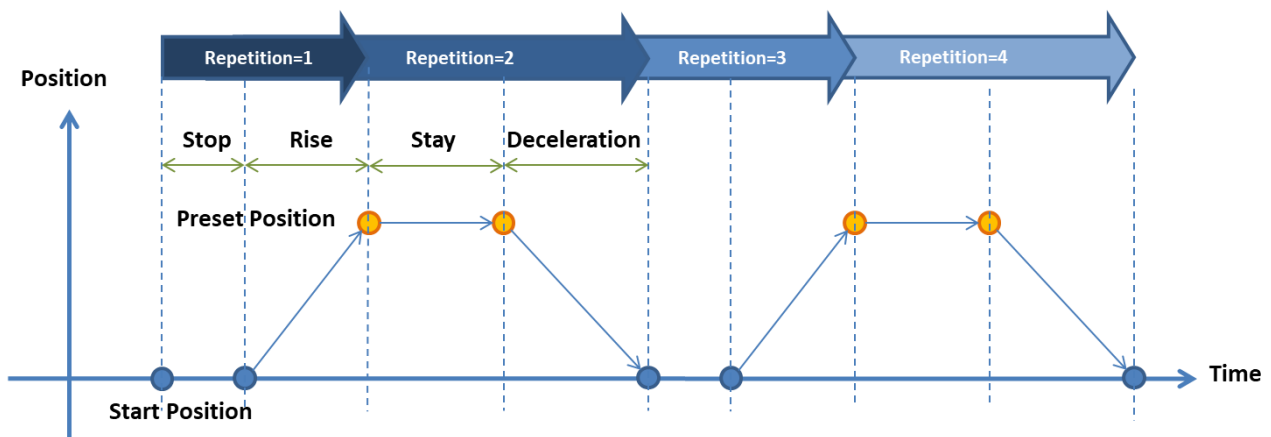 Repetition=1
Repetition=2
Repetition=3
Repetition=4
Position
Stop
Rise
Stay
Deceleration
Preset Position
Time
Start Position